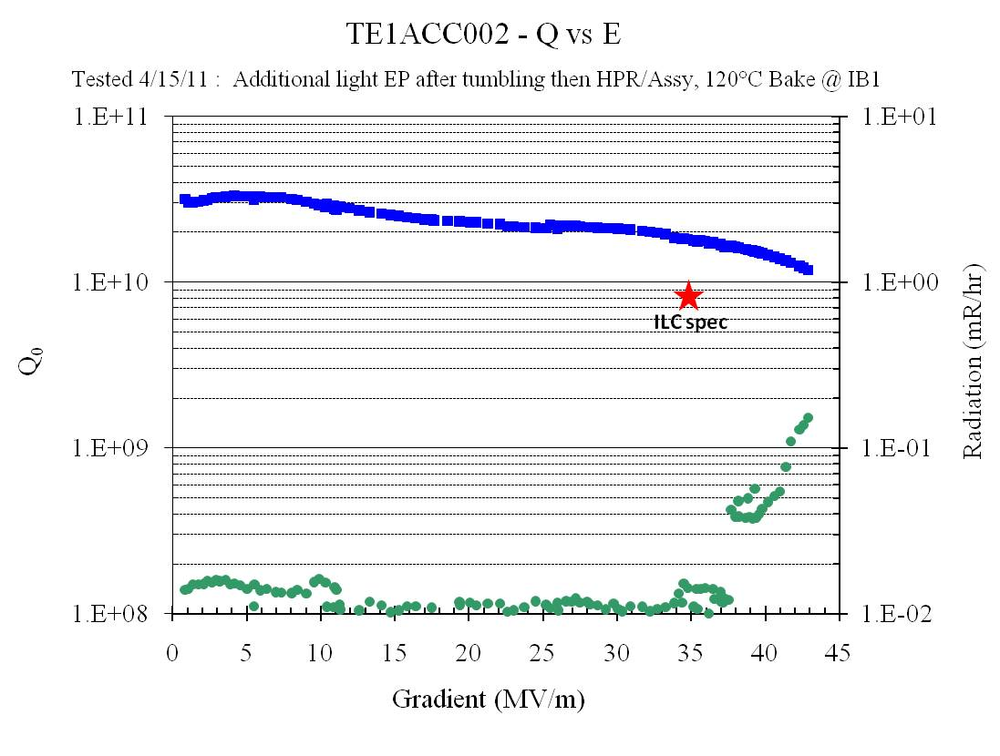 TE1ACC002 - Q vs E
Tested 4/15/11 : Additional light EP after tumbling then HPR/Assy, 120°C Bake @ IB1
1.E+11
1.E+10
1.E+09
1.E+08
Q0
1.E+01
1.E+00
1.E-01
1.E-02
Radiation (mR/hr)
ILC spec
0 5 10 15 20 25 30 35 40 45
Gradient (MV/m)